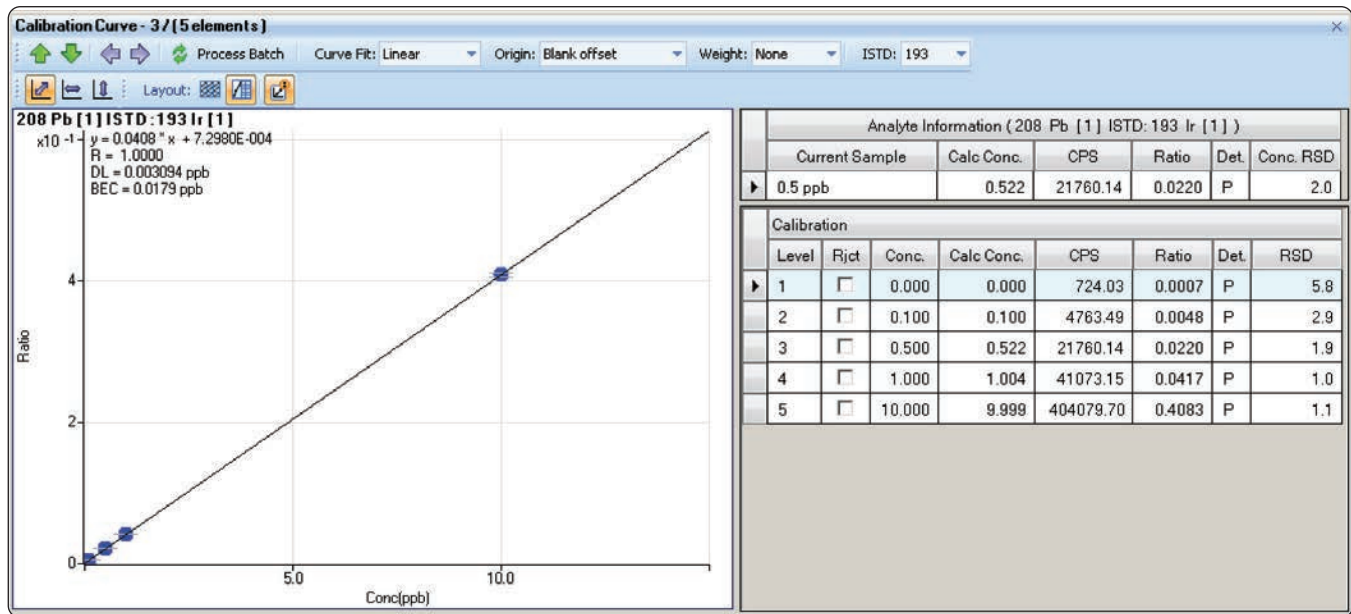 Calibration Curve - 3 / ( 5 elements )
Process Batch Curve Fit: Linear Origin: Blank offset Weight: None ISTD: 193
Layout:
208 Pb [ 1 ] ISTD : 193 Ir [ 1 ]
x10 -1
y = 0.0408 * x + 7.2980E-004
R = 1.0000
DL = 0.003094 ppb
BEC = 0.0179 ppb
4
2
0
Ratio
5.0 10.0
Conc(ppb)
Analyte Information ( 208 Pb [ 1 ] ISTD: 193 Ir [ 1 ] )
Current Sample Calc Conc. CPS Ratio Det. Conc. RSD
0.5 ppb 0.522 21760.14 0.0220 P 2.0
Calibration
Level Rjct Conc. Calc Conc. CPS Ratio Det. RSD
1 0.000 0.000 724.03 0.0007 P 5.8
2 0.100 0.100 4763.49 0.0048 P 2.9
3 0.500 0.522 21760.14 0.0220 P 1.9
4 1.000 1.004 41073.15 0.0417 P 1.0
5 10.000 9.999 404079.70 0.4083 P 1.1